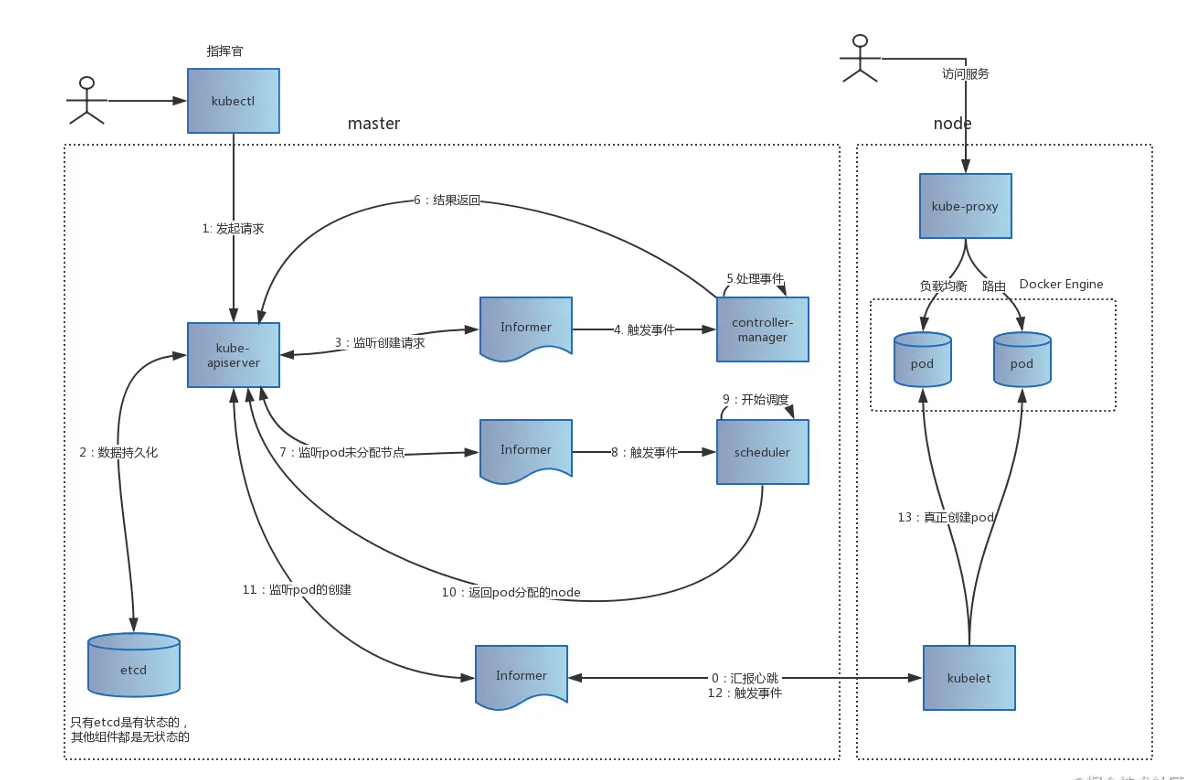 指挥官
kubectl
访问服务
master
node
kube-proxy
1: 发起请求
6：结果返回
5.处理事件
负载均衡
路由
Docker Engine
kube-
apiserver
3：监听创建请求
Informer
4. 触发事件
controller-
manager
pod
pod
9：开始调度
2：数据持久化
7：监听pod未分配节点
Informer
8：触发事件
scheduler
13：真正创建pod
11：监听pod的创建
10：返回pod分配的node
etcd
Informer
0：汇报心跳
12：触发事件
kubelet
只有etcd是有状态的，
其他组件都是无状态的